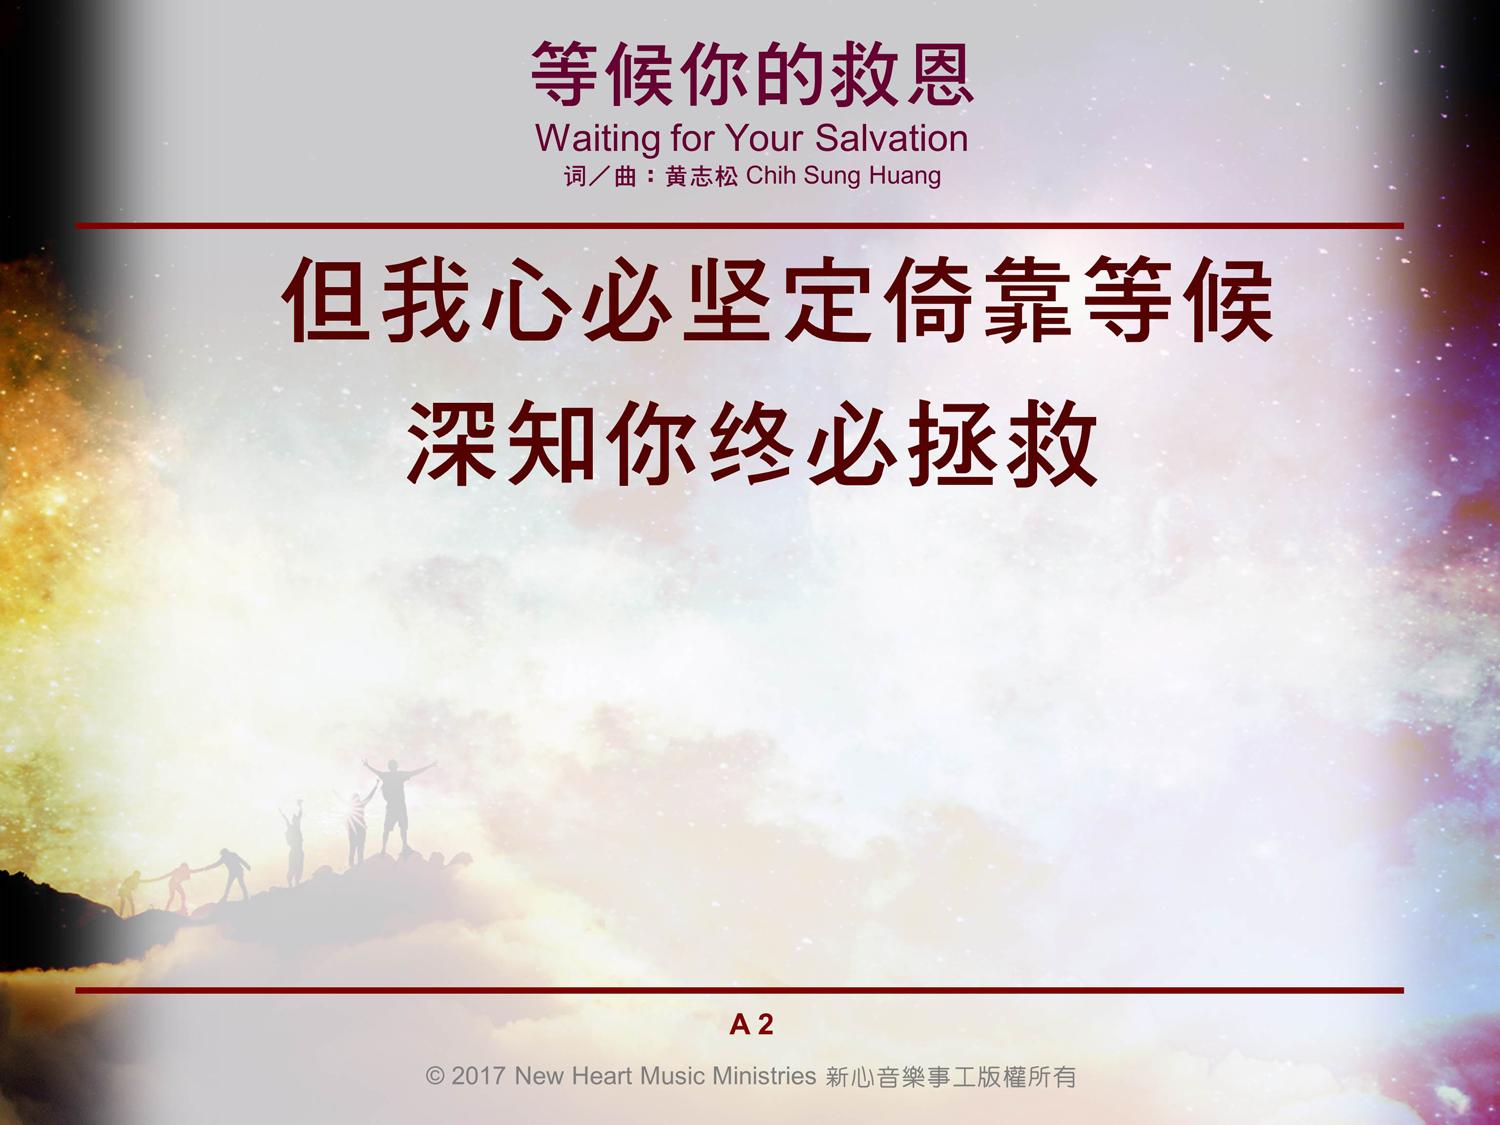 等候你的救恩
Waiting for Your Salvation
词／曲：黄志松 Chih Sung Huang
但我心必坚定倚靠等候
深知你终必拯救
A 2
© 2017 New Heart Music Ministries 新心音樂事工版權所有